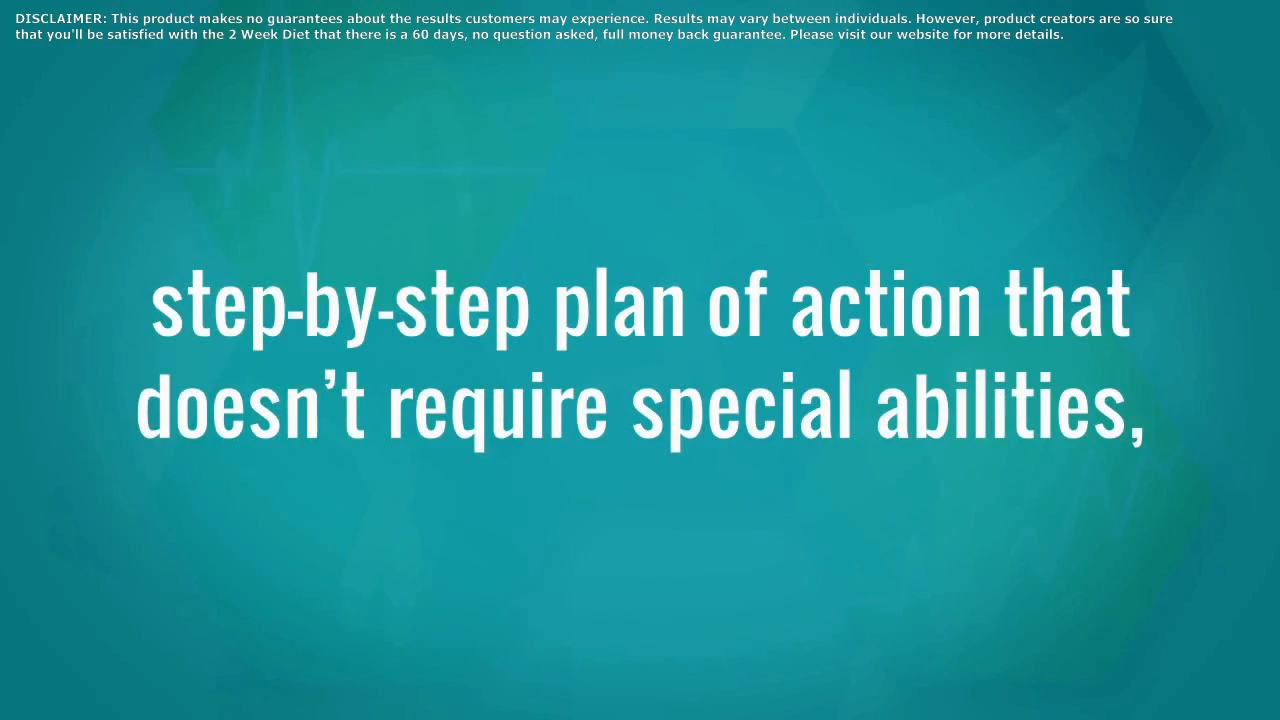 DISCLAIMER: This product makes no guarantees about the results customers may experience. Results may vary between individuals. However, product creators are so sure
that you'll be satisfied with the 2 Week Diet that there is a 60 days, no question asked, full money back guarantee. Please visit our website for more details.
step-by-step plan of action that
doesn’t require special abilities,